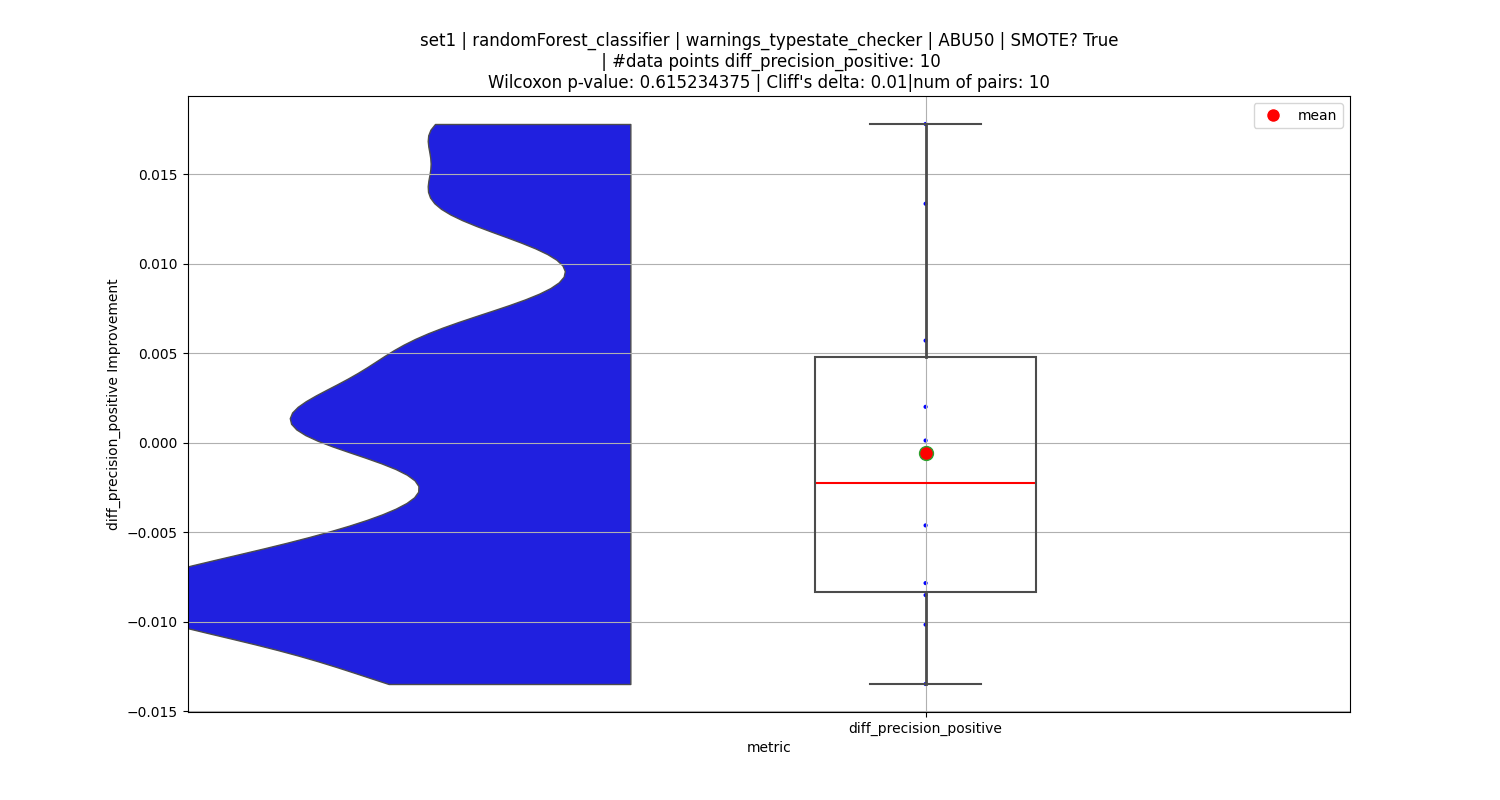 set1 | randomForest_classifier | warnings_typestate_checker | ABU50 | SMOTE? True
| #data points diff_precision_positive: 10
Wilcoxon p-value: 0.615234375 | Cliff's delta: 0.01|num of pairs: 10
mean
0.015
0.010
0.005
0.000
−0.005
−0.010
−0.015
diff_precision_positive Improvement
diff_precision_positive
metric